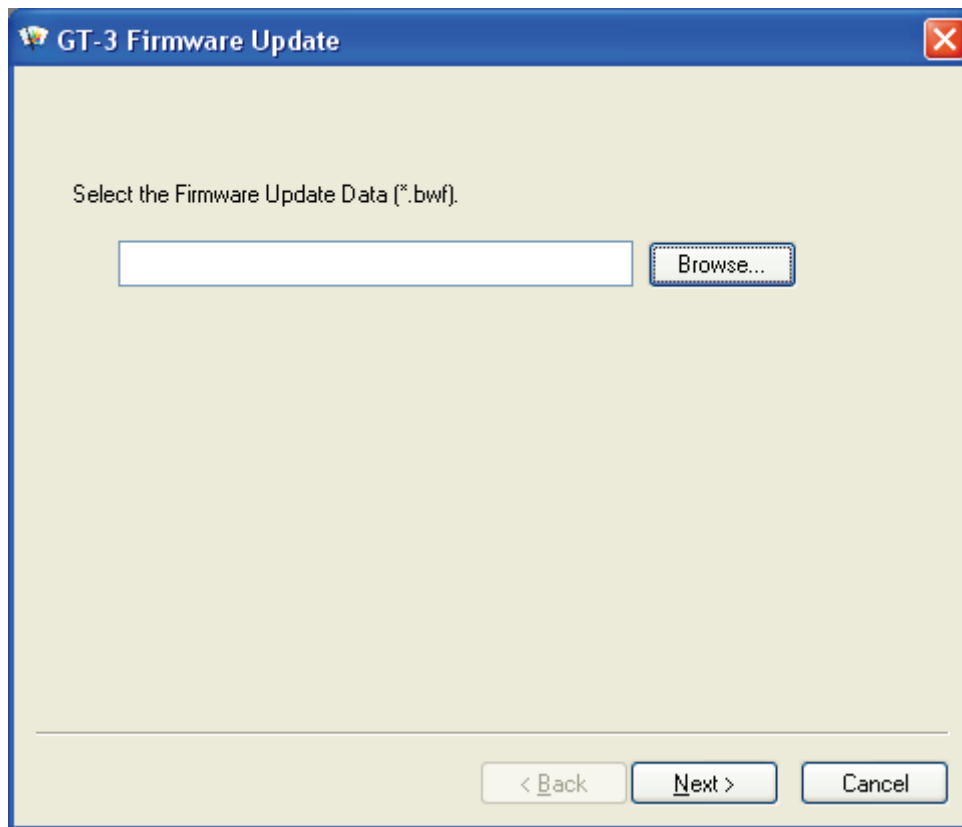 GT-3 Firmware Update
Select the Firmware Update Data (*.bwf).
Browse...
< Back
Next >
Cancel